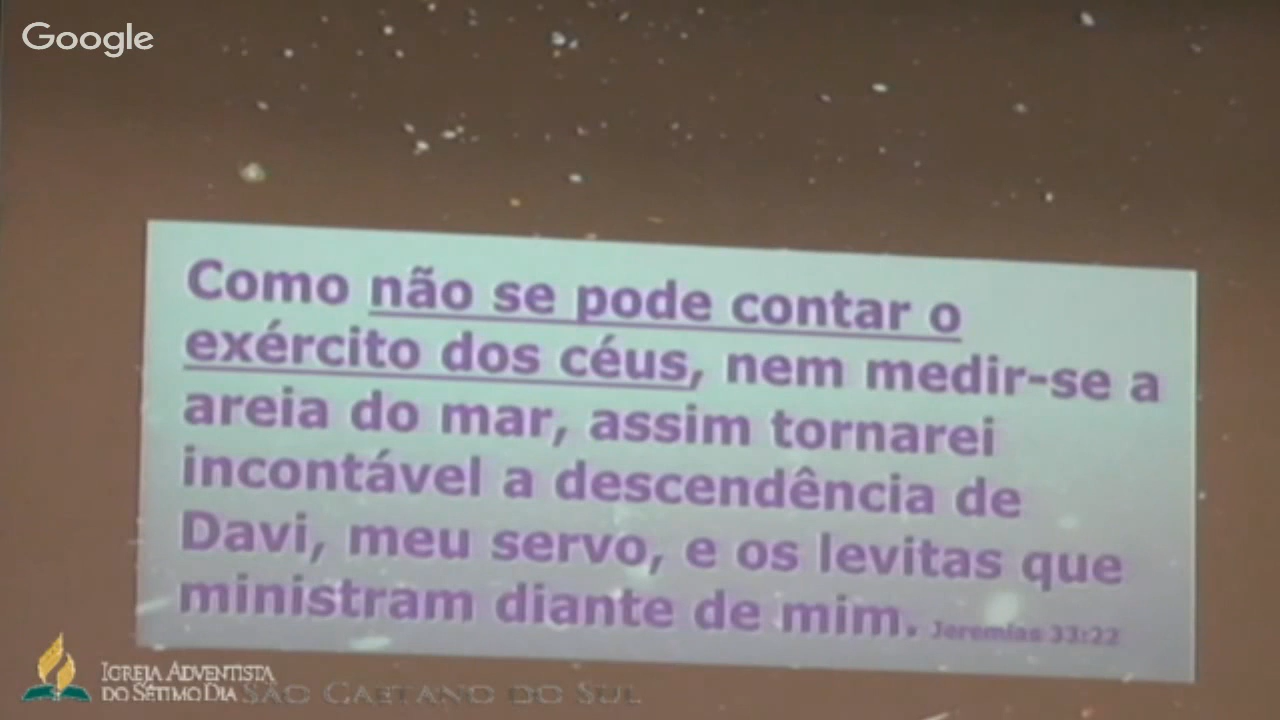 Google
Como não se pode contar o
exército dos céus, nem medir-se a
areia do mar, assim tornarei
incontável a descendência de
Davi, meu servo, e os levitas que
ministram diante de mim. Jeremias 33:22
IGREJA ADVENTISTA
DO SÉTIMO DIA
SÃO CAETANO DO SUL